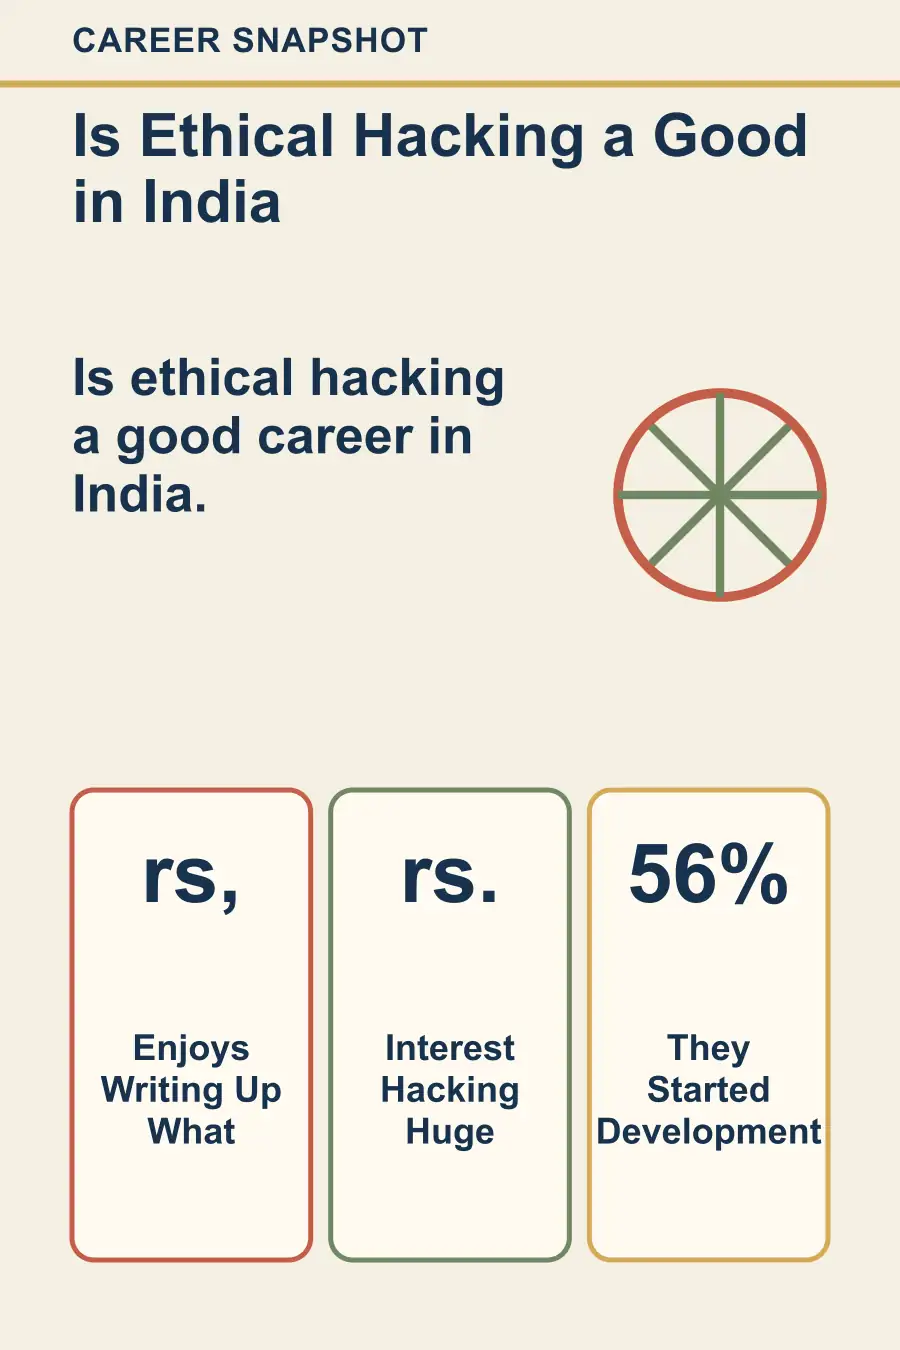 CAREER SNAPSHOT
Is Ethical Hacking a Good
in India
Is ethical hacking
a good career in
India.
rs,
Enjoys
Writing Up
What
rs.
Interest
Hacking
Huge
56%
They
Started
Development